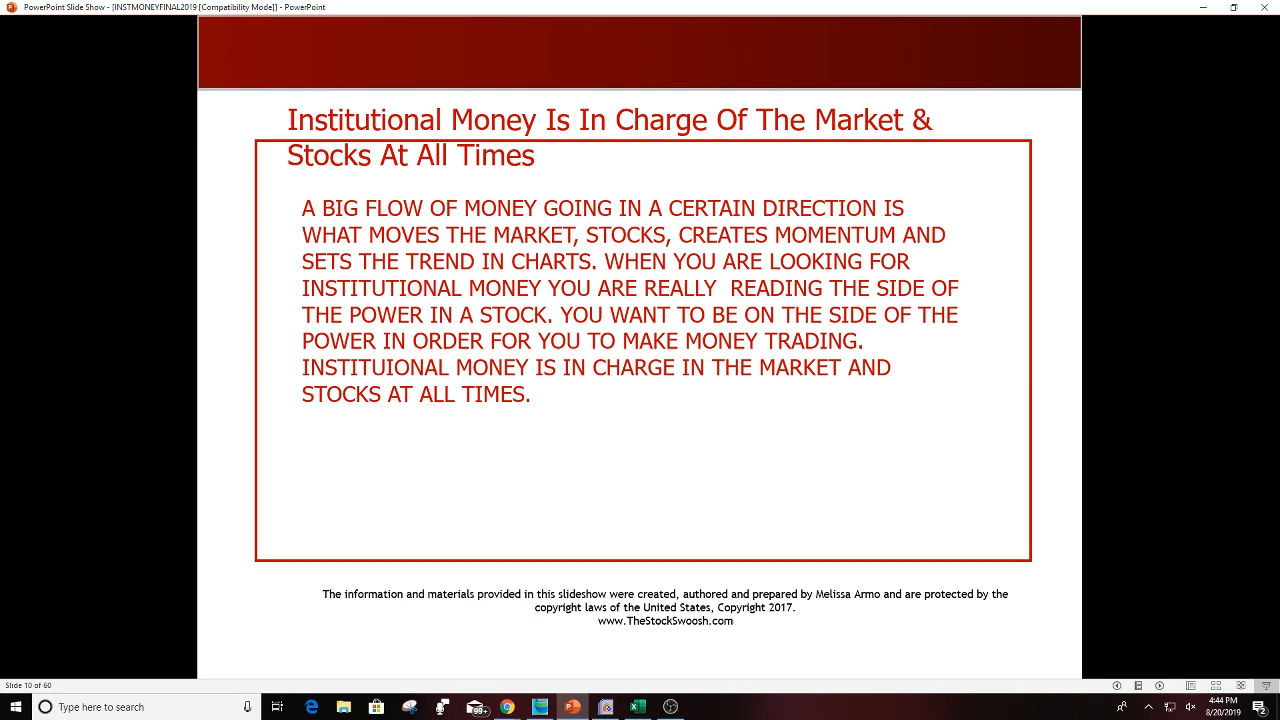 PowerPoint Slide Show - [INSTMONEYFINAL2019 [Compatibility Mode]] - PowerPoint
Institutional Money Is In Charge Of The Market &
Stocks At All Times
A BIG FLOW OF MONEY GOING IN A CERTAIN DIRECTION IS
WHAT MOVES THE MARKET, STOCKS, CREATES MOMENTUM AND
SETS THE TREND IN CHARTS. WHEN YOU ARE LOOKING FOR
INSTITUTIONAL MONEY YOU ARE REALLY  READING THE SIDE OF
THE POWER IN A STOCK. YOU WANT TO BE ON THE SIDE OF THE
POWER IN ORDER FOR YOU TO MAKE MONEY TRADING.
INSTITUIONAL MONEY IS IN CHARGE IN THE MARKET AND
STOCKS AT ALL TIMES.
The information and materials provided in this slideshow were created, authored and prepared by Melissa Armo and are protected by the
copyright laws of the United States, Copyright 2017.
www.TheStockSwoosh.com
Slide 10 of 60
Type here to search
99+
4:44 PM
8/20/2019
2